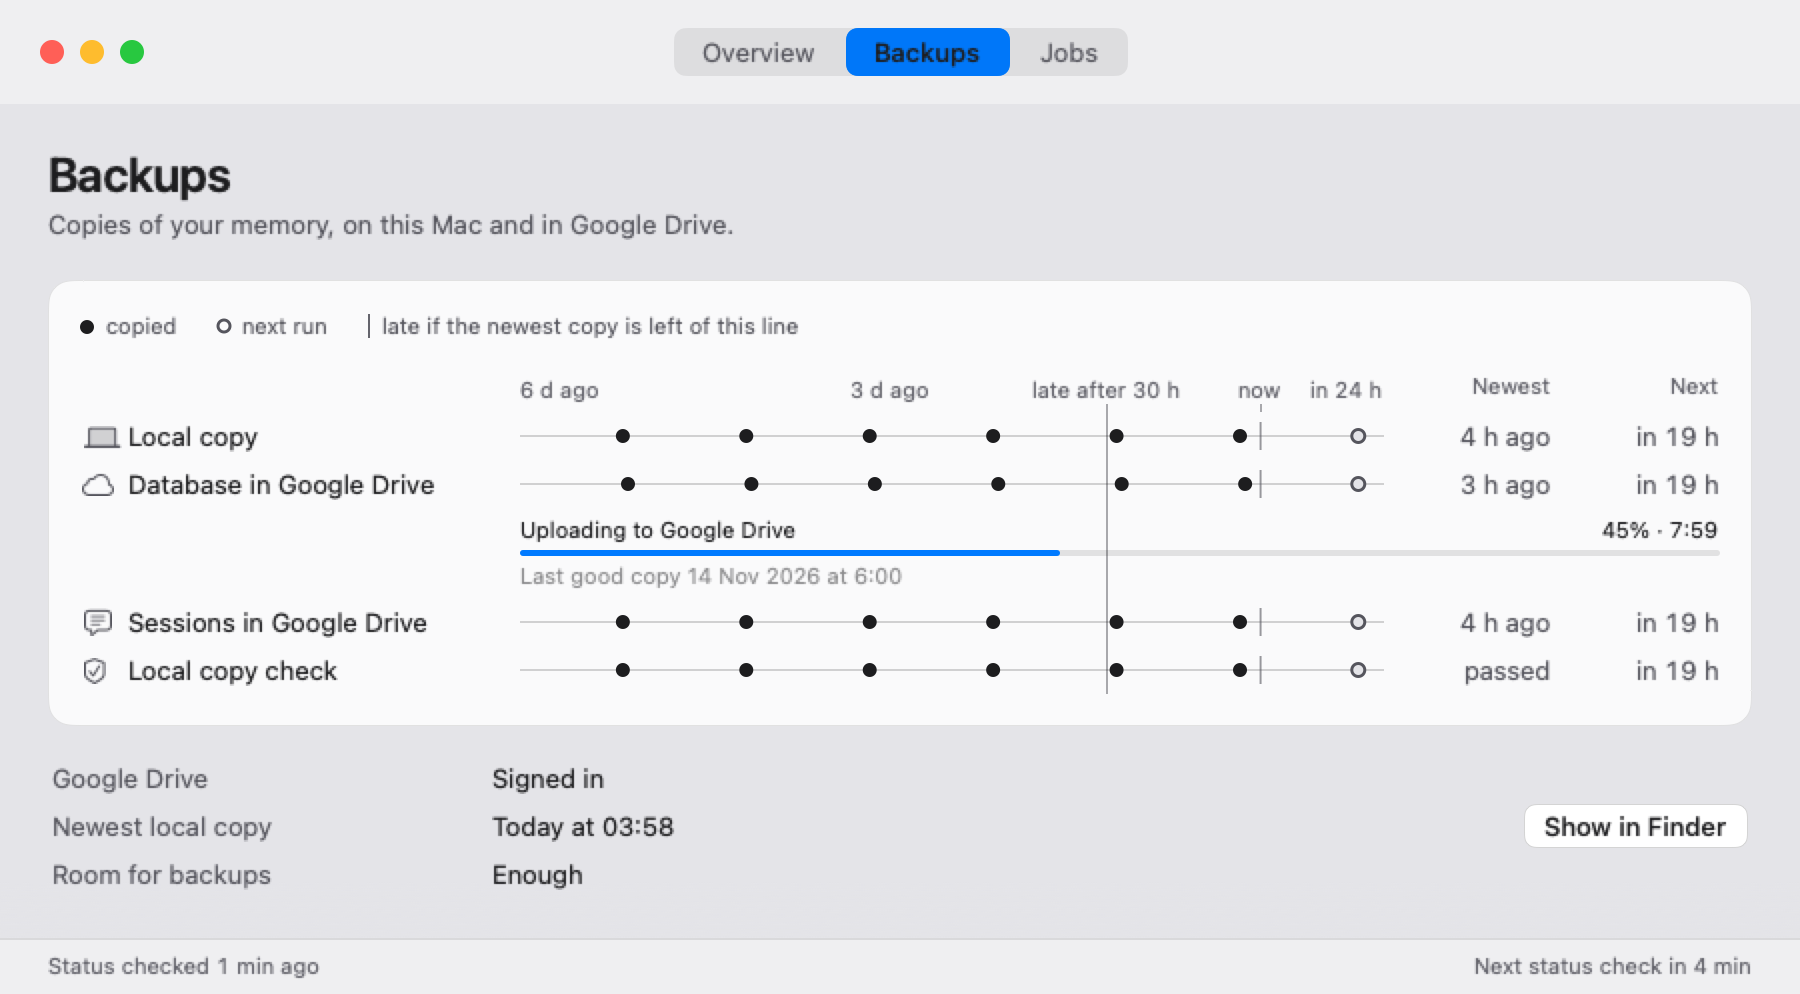 Overview Backups Jobs
Backups
Copies of your memory, on this Mac and in Google Drive.
copied next run late if the newest copy is left of this line
6 d ago 3 d ago late after 30 h now in 24 h Newest Next
Local copy 4 h ago in 19 h
Database in Google Drive 3 h ago in 19 h
Uploading to Google Drive 45% · 7:59
Last good copy 14 Nov 2026 at 6:00
Sessions in Google Drive 4 h ago in 19 h
Local copy check passed in 19 h
Google Drive Signed in
Newest local copy Today at 03:58 Show in Finder
Room for backups Enough
Status checked 1 min ago Next status check in 4 min